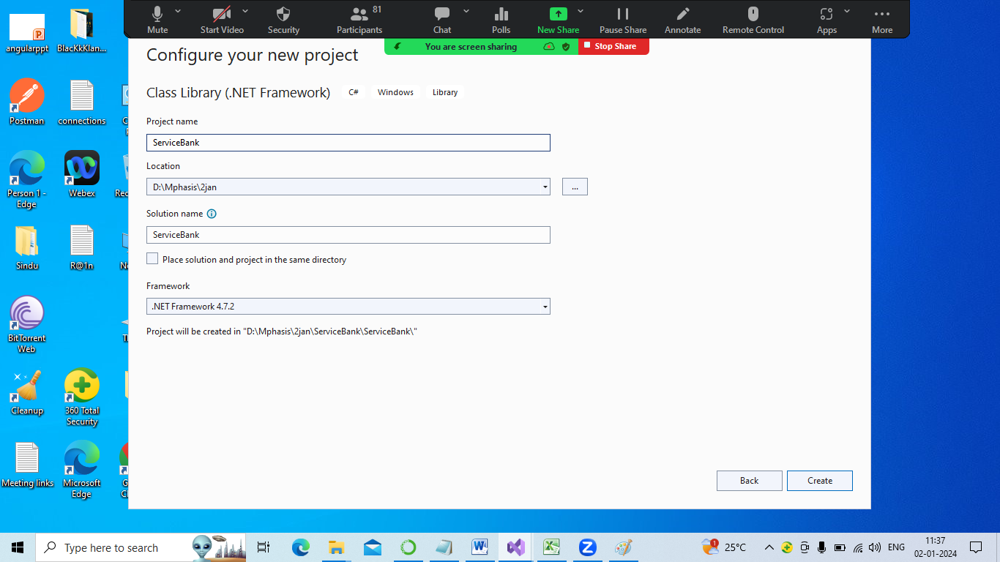 Mute
Start Video
Security
Participants
81
Chat
Polls
New Share
Pause Share
Annotate
Remote Control
Apps
More
You are screen sharing
Stop Share
angularppt
BlacKkKlan...
Postman
connections
Person 1 -
Edge
Webex
Sindu
R@1n
BitTorrent
Web
Cleanup
360 Total
Security
Meeting links
Microsoft
Edge
Configure your new project
Class Library (.NET Framework)
C#
Windows
Library
Project name
ServiceBank
Location
D:\Mphasis\2jan
...
Solution name
ServiceBank
Place solution and project in the same directory
Framework
.NET Framework 4.7.2
Project will be created in "D:\Mphasis\2jan\ServiceBank\ServiceBank\"
Back
Create
Type here to search
1
25°C
ENG
11:37
02-01-2024